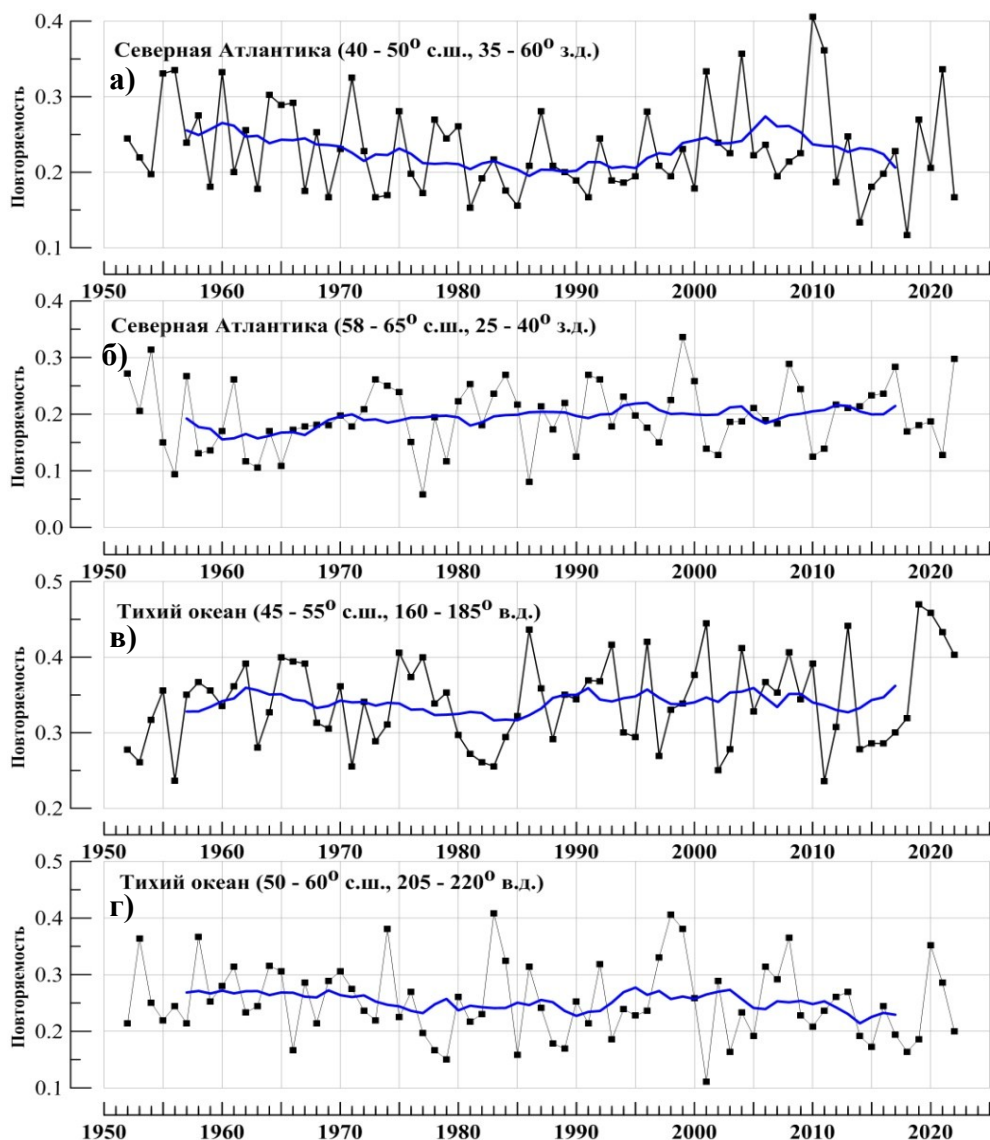 0.4
Северная Атлантика (40 - 50⁰ с.ш., 35 - 60⁰ з.д.)
а)
0.3
Повторяемость
0.2
0.1
1950 1960 1970 1980 1990 2000 2010 2020
0.4
Северная Атлантика (58 - 65⁰ с.ш., 25 - 40⁰ з.д.)
б)
0.3
Повторяемость
0.2
0.1
0.0
1950 1960 1970 1980 1990 2000 2010 2020
0.5
Тихий океан (45 - 55⁰ с.ш., 160 - 185⁰ в.д.)
в)
0.4
Повторяемость
0.3
0.2
1950 1960 1970 1980 1990 2000 2010 2020
0.5
Тихий океан (50 - 60⁰ с.ш., 205 - 220⁰ в.д.)
г)
0.4
Повторяемость
0.3
0.2
0.1
1950 1960 1970 1980 1990 2000 2010 2020